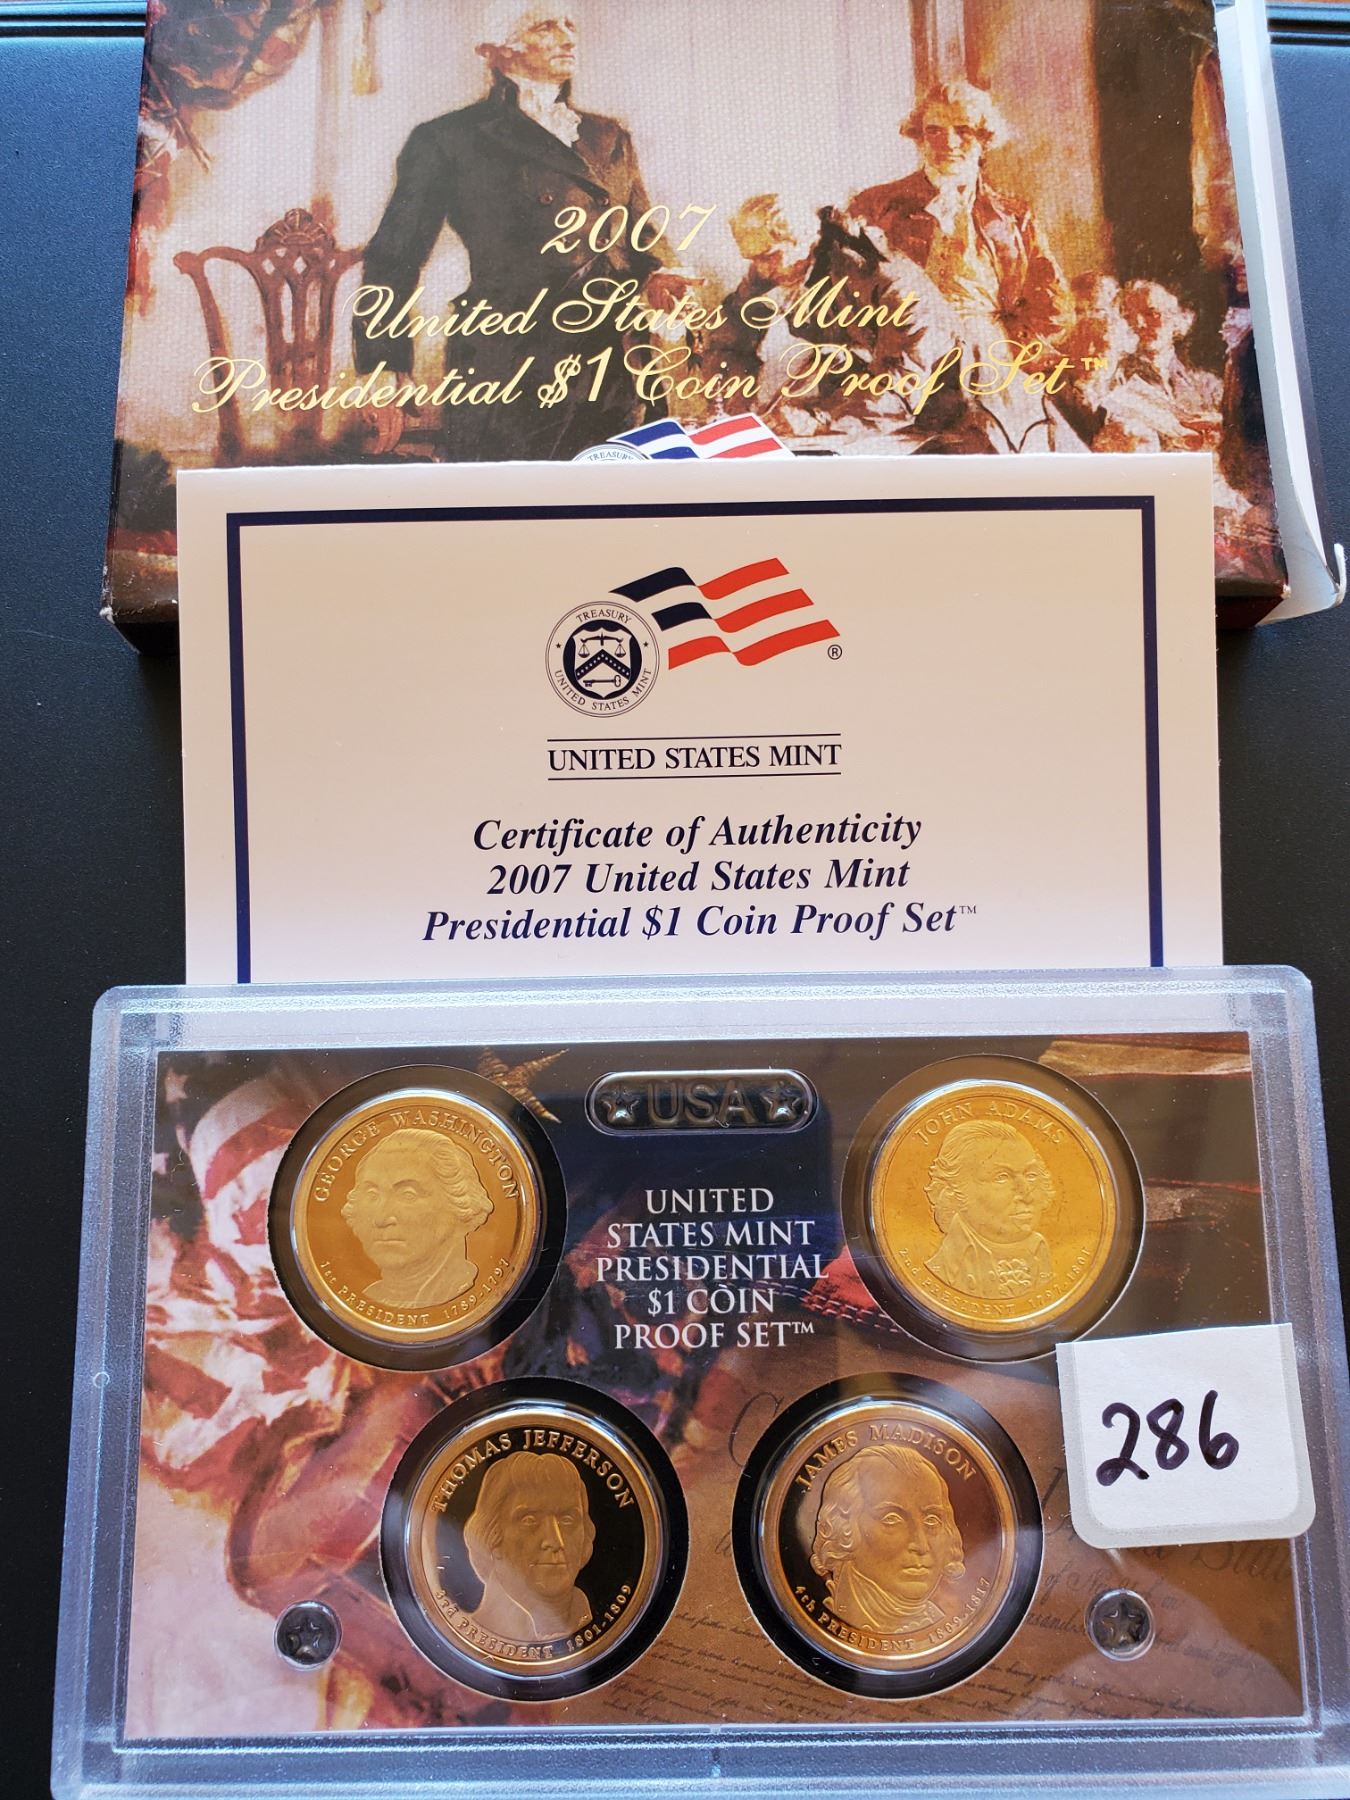 2007
United States Mint
Presidential $1 Coin Proof Set™
TREASURY
TREASURY
UNITED STATES MINT
®
UNITED STATES MINT
Certificate of Authenticity
2007 United States Mint
Presidential $1 Coin Proof Set™
USA
GEORGE WASHINGTON
1st PRESIDENT 1789-1797
JOHN ADAMS
2nd PRESIDENT 1797-1801
UNITED
STATES MINT
PRESIDENTIAL
$1 COIN
PROOF SET™
286
THOMAS JEFFERSON
3rd PRESIDENT 1801-1809
JAMES MADISON
4th PRESIDENT 1809-1817